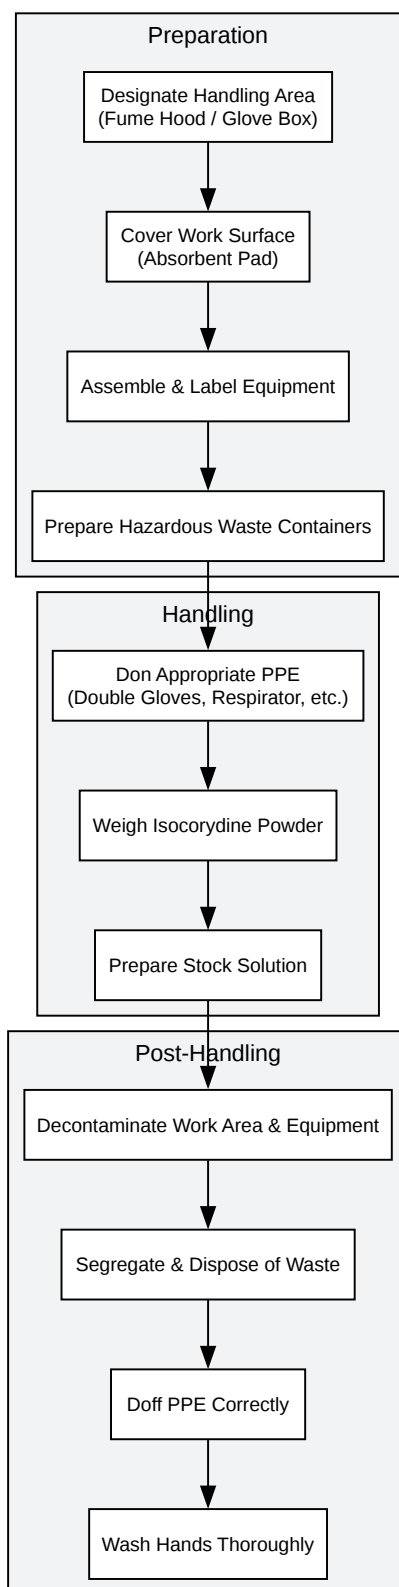 Preparation
Designate Handling Area
(Fume Hood / Glove Box)
Cover Work Surface
(Absorbent Pad)
Assemble & Label Equipment
Prepare Hazardous Waste Containers
Handling
Don Appropriate PPE
(Double Gloves, Respirator, etc.)
Weigh Isocorydine Powder
Prepare Stock Solution
Post-Handling
Decontaminate Work Area & Equipment
Segregate & Dispose of Waste
Doff PPE Correctly
Wash Hands Thoroughly